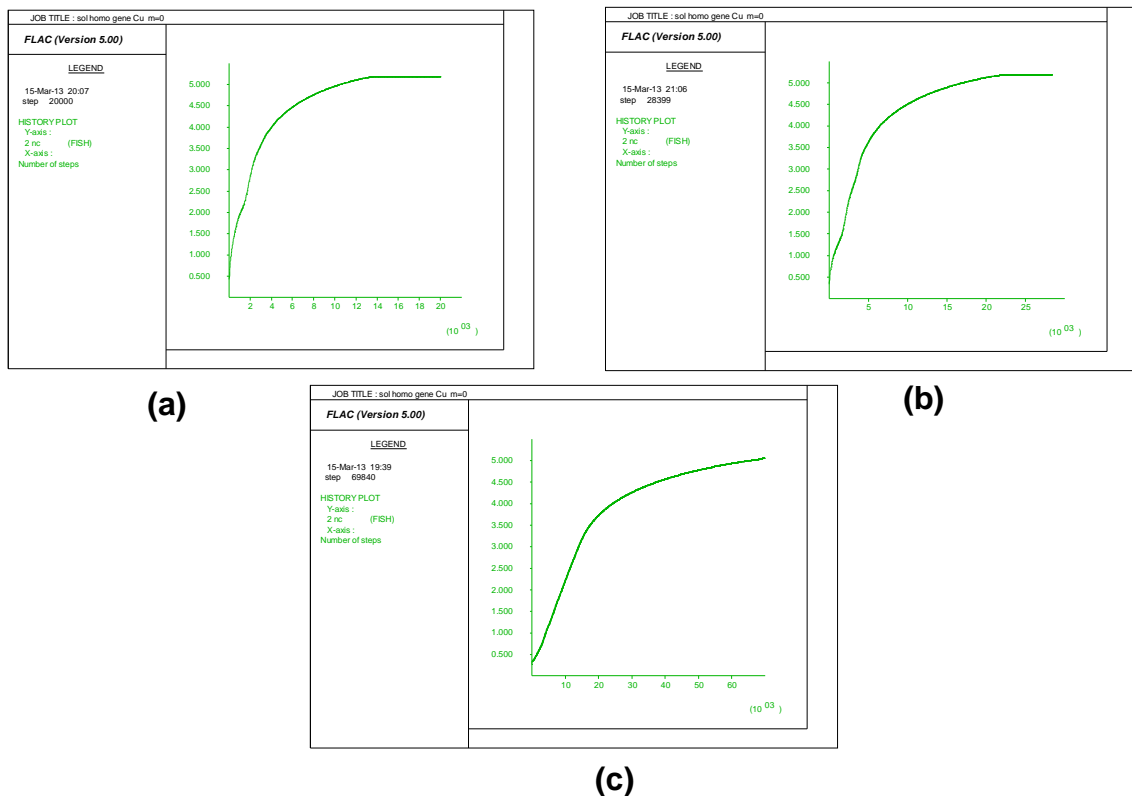 JOB TITLE : sol homo gene Cu m=0
FLAC (Version 5.00)
LEGEND
15-Mar-13 20:07
step 20000
HISTORY PLOT
Y-axis :
2 nc (FISH)
X-axis :
Number of steps
5.000
4.500
4.000
3.500
3.000
2.500
2.000
1.500
1.000
0.500
2 4 6 8 10 12 14 16 18 20
(10 03 )
(a)
JOB TITLE : sol homo gene Cu m=0
FLAC (Version 5.00)
LEGEND
15-Mar-13 21:06
step 28399
HISTORY PLOT
Y-axis :
2 nc (FISH)
X-axis :
Number of steps
5.000
4.500
4.000
3.500
3.000
2.500
2.000
1.500
1.000
0.500
5 10 15 20 25
(10 03 )
(b)
JOB TITLE : sol homo gene Cu m=0
FLAC (Version 5.00)
LEGEND
15-Mar-13 19:39
step 69840
HISTORY PLOT
Y-axis :
2 nc (FISH)
X-axis :
Number of steps
5.000
4.500
4.000
3.500
3.000
2.500
2.000
1.500
1.000
0.500
10 20 30 40 50 60
(10 03 )
(c)